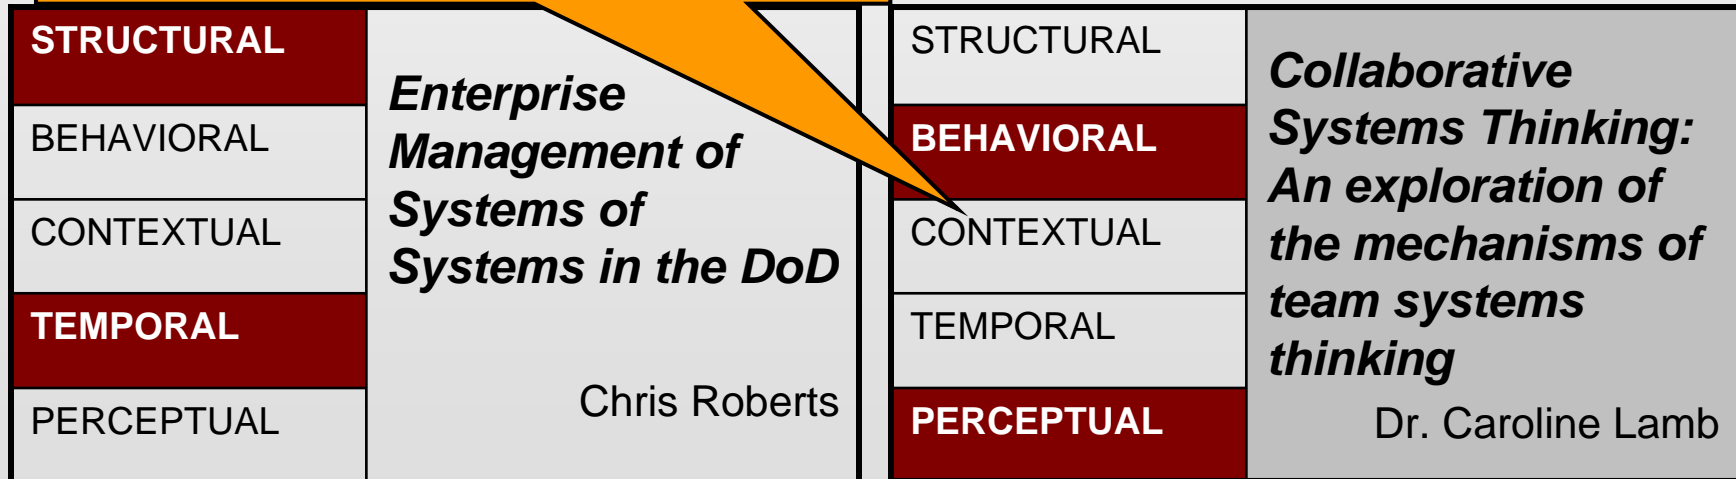 STRUCTURAL
BEHAVIORAL
CONTEXTUAL
TEMPORAL
PERCEPTUAL
Enterprise
Management of
Systems of
Systems in the DoD
Chris Roberts
STRUCTURAL
BEHAVIORAL
CONTEXTUAL
TEMPORAL
PERCEPTUAL
Collaborative
Systems Thinking:
An exploration of
the mechanisms of
team systems
thinking
Dr. Caroline Lamb